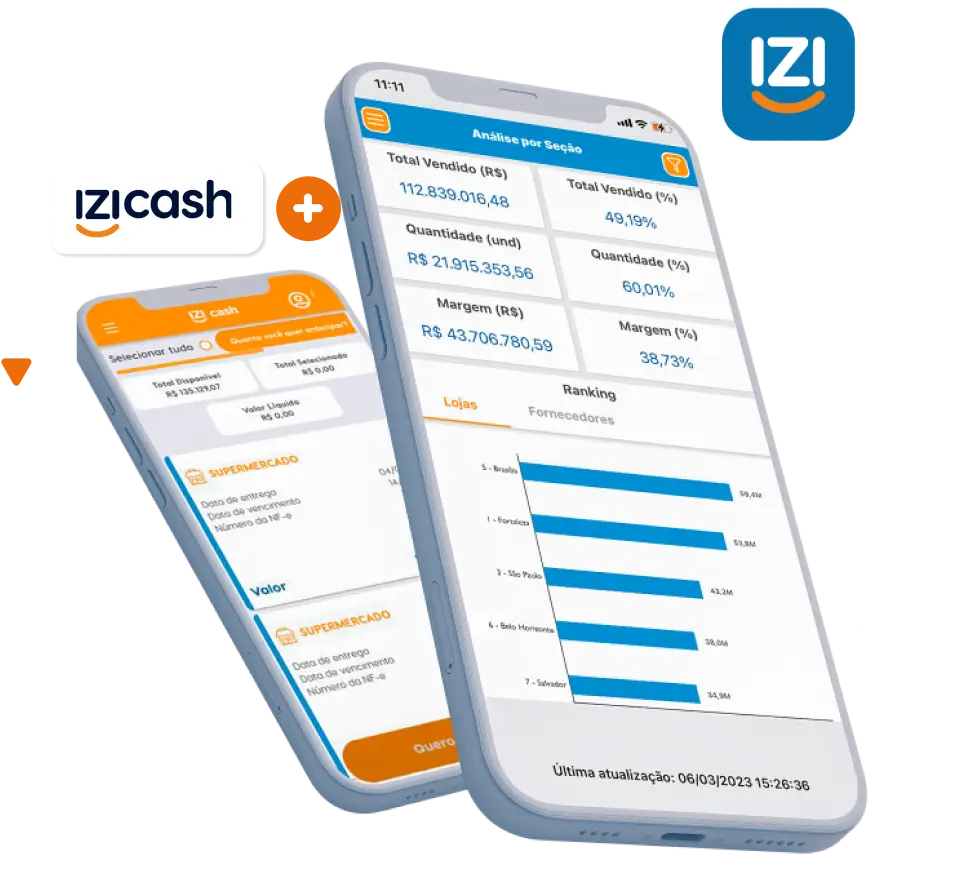 IZI
IZIcash
+
11:11
Análise por Seção
Total Vendido (R$)
112.839.016,48
Total Vendido (%)
49,19%
Quantidade (und)
R$ 21.915.353,56
Quantidade (%)
60,01%
Margem (R$)
R$ 43.706.780,59
Margem (%)
38,73%
Ranking
Lojas
Fornecedores
5 - Brasília
59,4M
1 - Fortaleza
53,8M
3 - São Paulo
43,2M
6 - Belo Horizonte
38,0M
7 - Salvador
34,9M
Última atualização: 06/03/2023 15:26:36
IZI cash
Selecionar tudo
Quanto você quer antecipar?
Total Disponível
R$ 135.129,07
Total Selecionado
R$ 0,00
Valor Líquido
R$ 0,00
SUPERMERCADO
Data de entrega
04/0
Data de vencimento
14/
Número da NF-e
Valor
SUPERMERCADO
Data de entrega
Data de vencimento
Número da NF-e
Quero